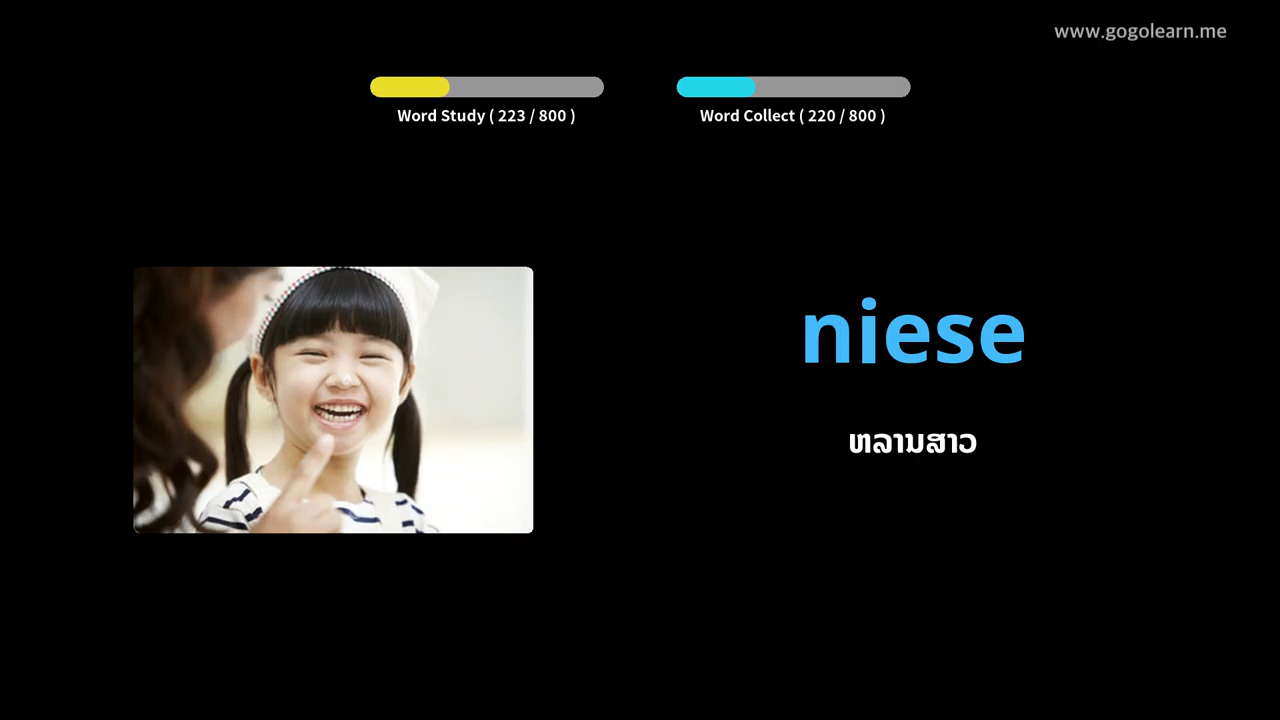 www.gogolearn.me
Word Study ( 223 / 800 )
Word Collect ( 220 / 800 )
niese
ຫລານສາວ